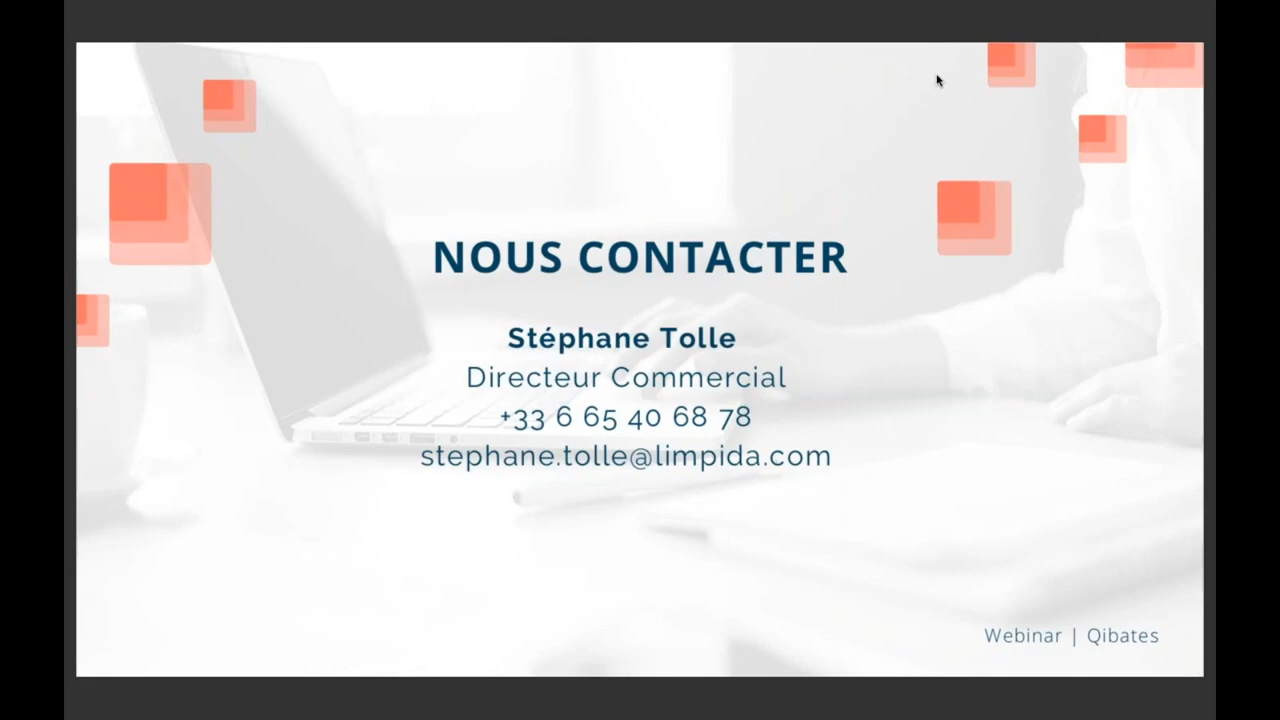 NOUS CONTACTER
Stéphane Tolle
Directeur Commercial
+33 6 65 40 68 78
stephane.tolle@limpida.com
Webinar | Qibates